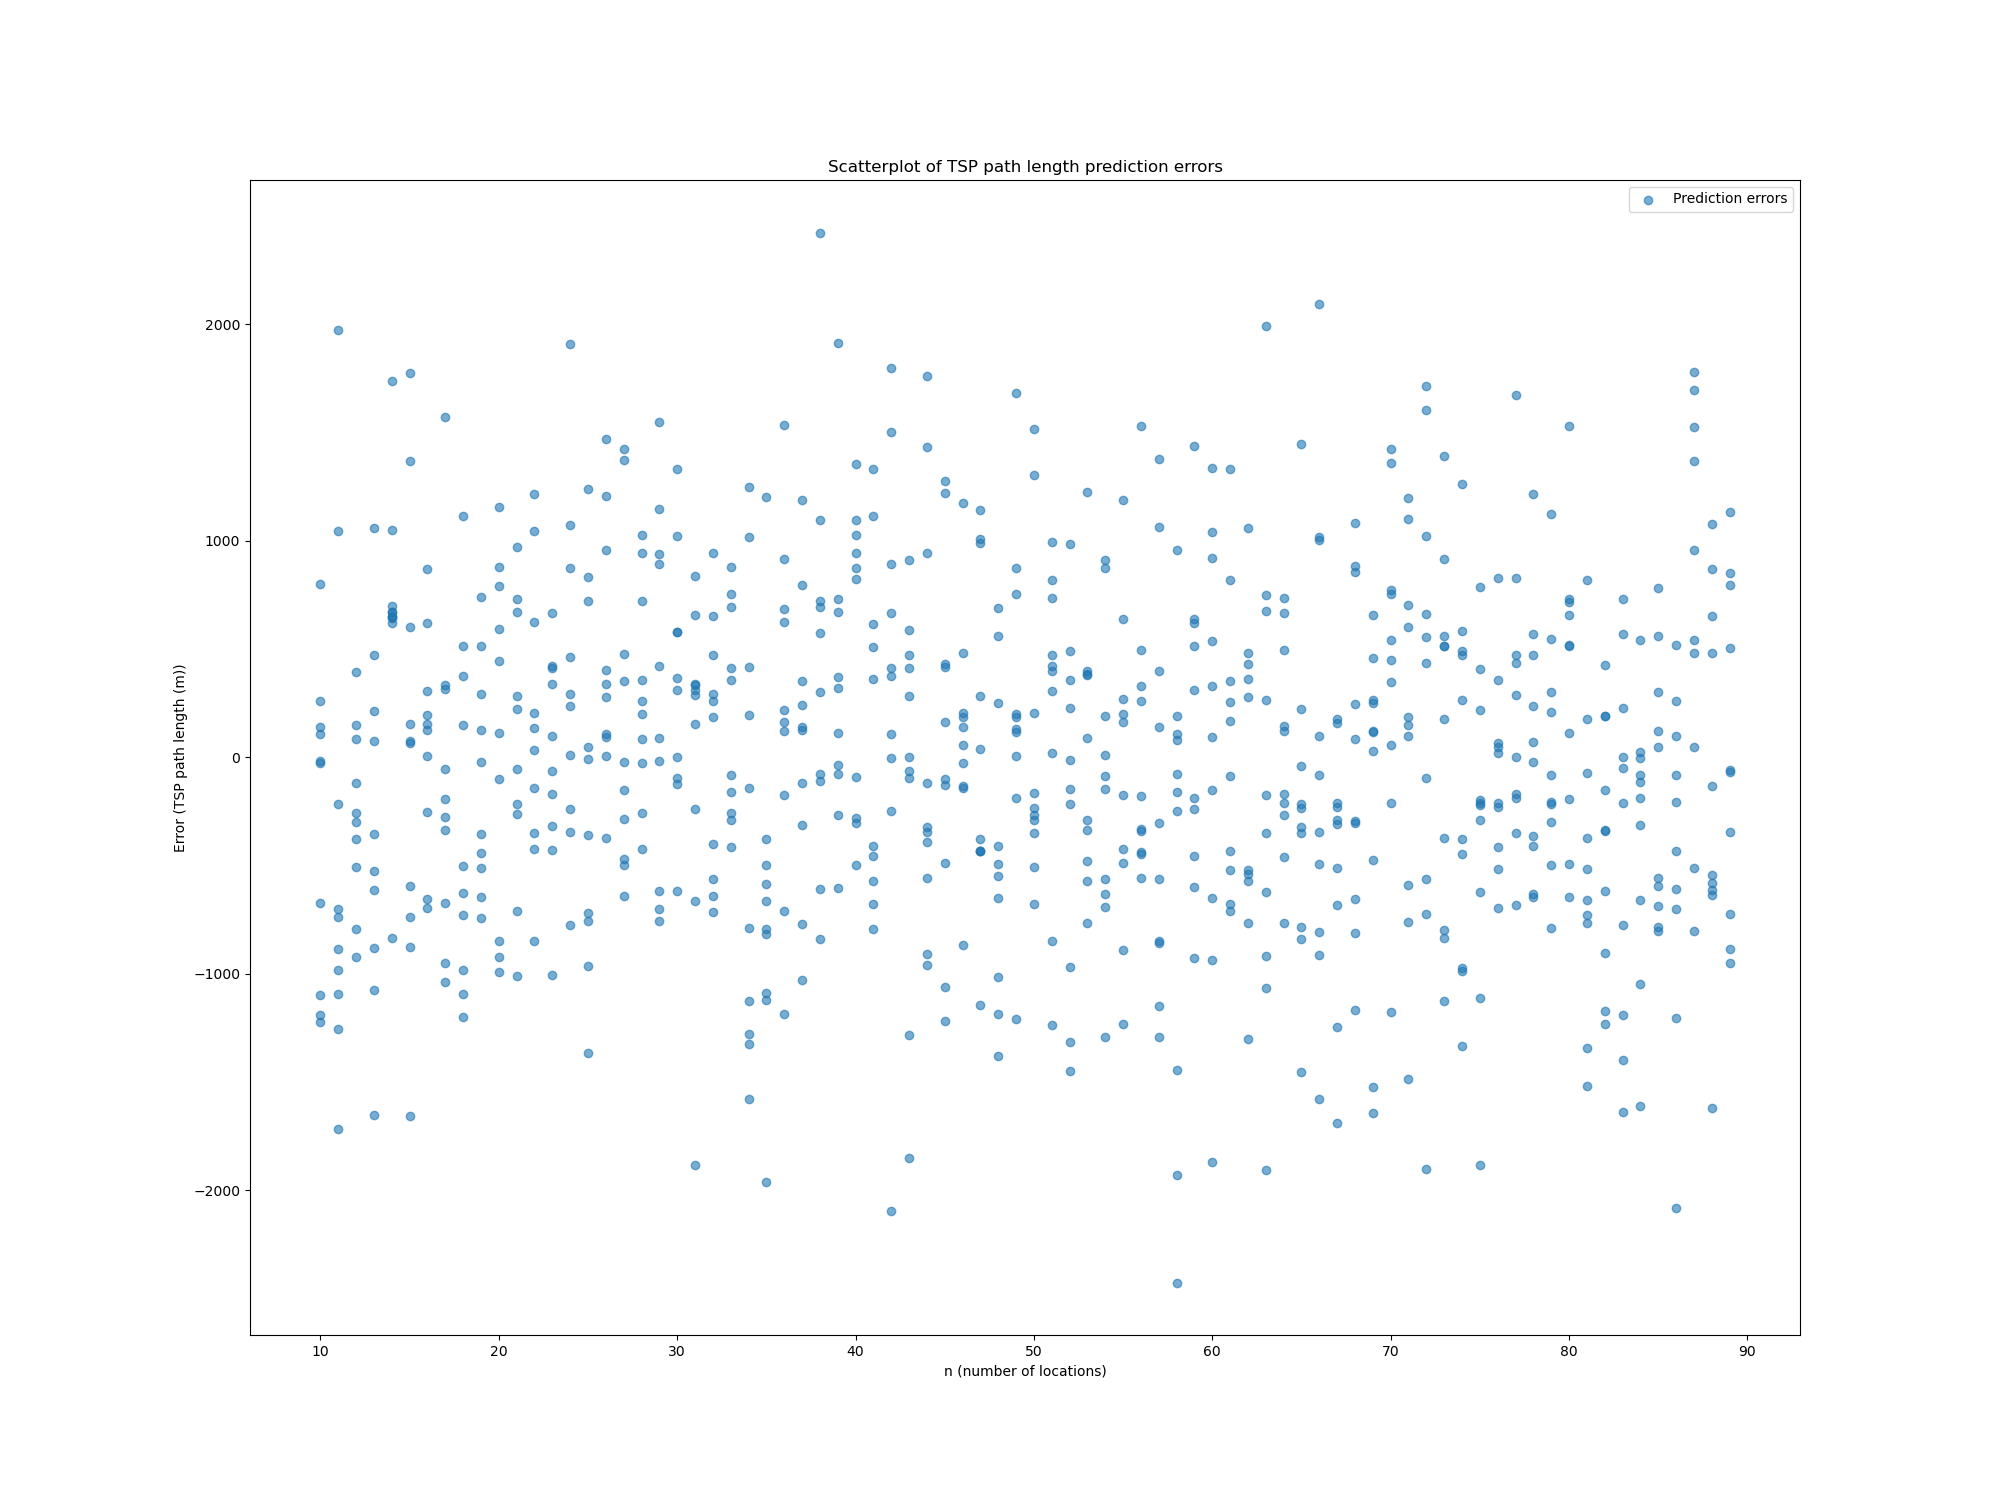 Scatterplot of TSP path length prediction errors
Prediction errors
Error (TSP path length (m))
2000
1000
0
−1000
−2000
10 20 30 40 50 60 70 80 90
n (number of locations)